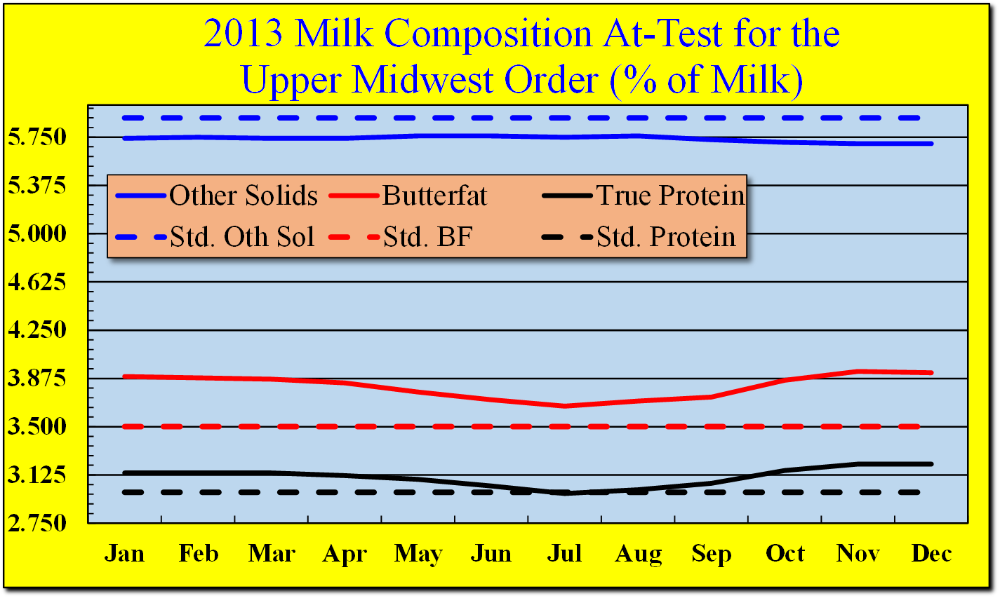 2013 Milk Composition At-Test for the
Upper Midwest Order (% of Milk)
5.750
5.375
5.000
4.625
4.250
3.875
3.500
3.125
2.750
Other Solids Butterfat True Protein
Std. Oth Sol Std. BF Std. Protein
Jan Feb Mar Apr May Jun Jul Aug Sep Oct Nov Dec